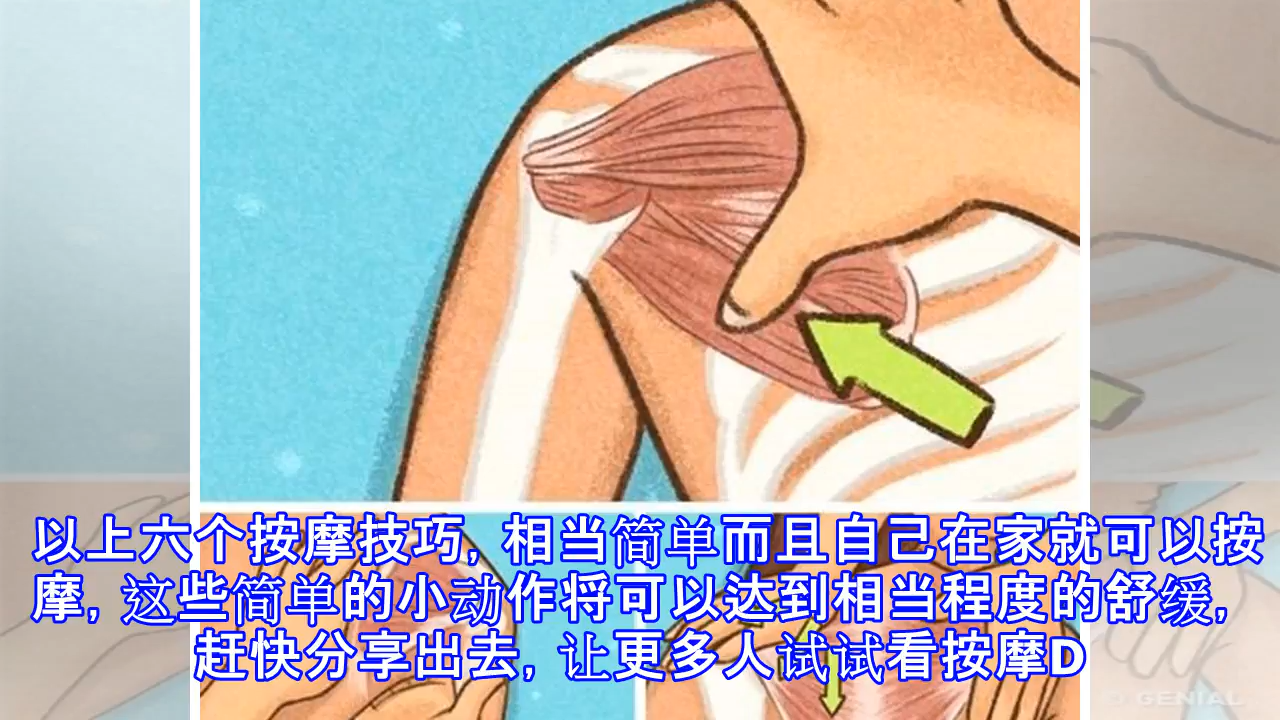 以上六个按摩技巧, 相当简单而且自己在家就可以按
摩, 这些简单的小动作将可以达到相当程度的舒缓,
赶快分享出去, 让更多人试试看按摩D
GENIAL